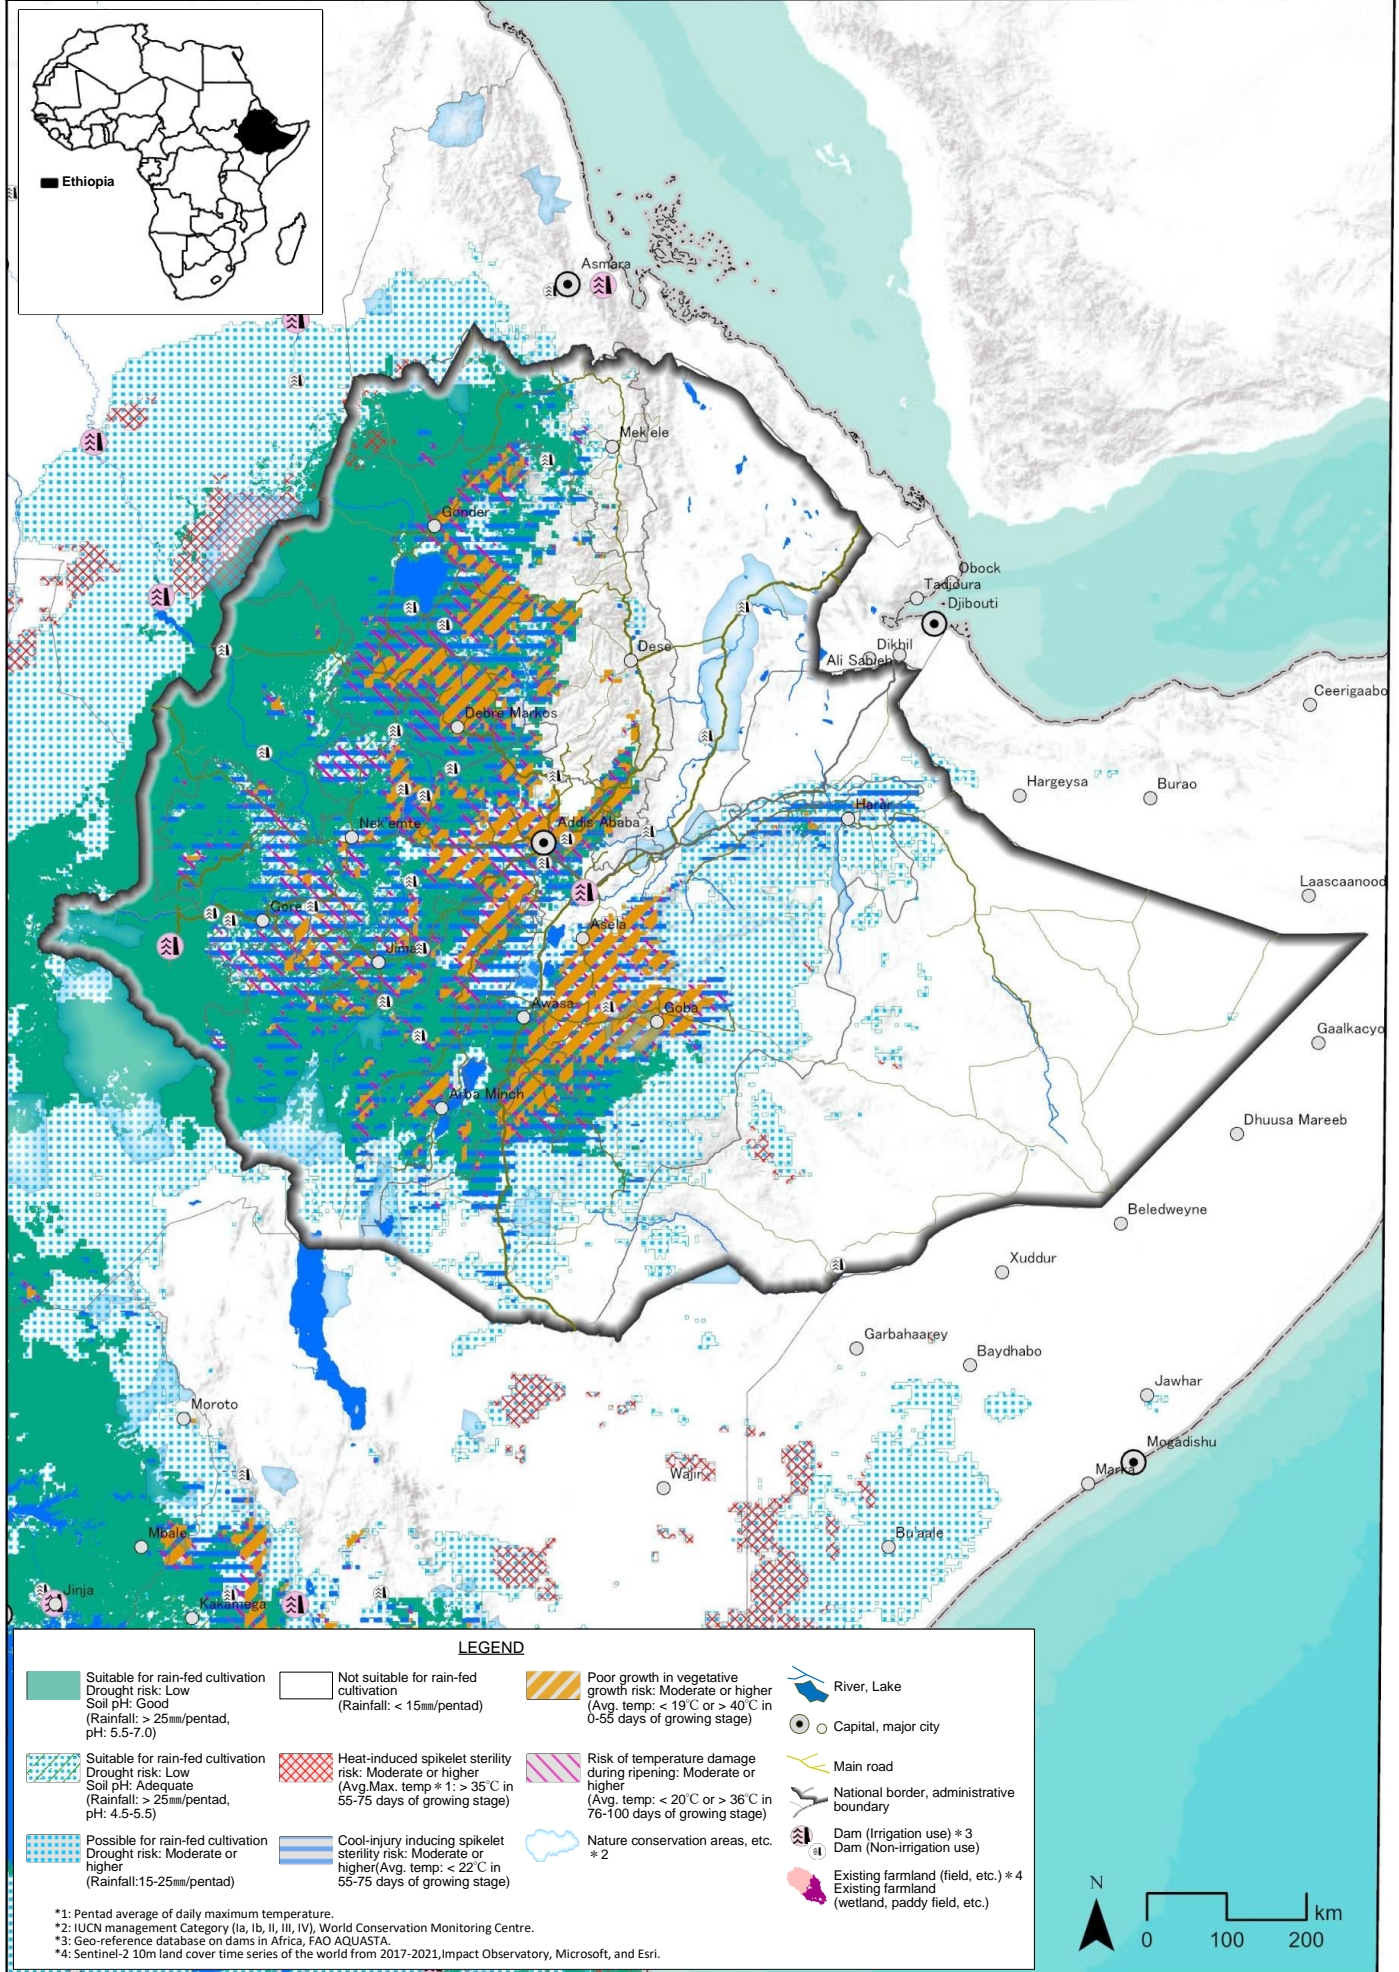 Ethiopia
Asmara
Mek'ele
Gonder
Obock
Tadjoura
Djibouti
Dese
Dikhil
Ali Sabieh
Ceerigaabo
Debre Markos
Hargeysa
Burao
Harar
Nek'emte
Addis Ababa
Laascaanood
Gore
Asela
Jima
Awasa
Goba
Gaalkacyo
Arba Minch
Dhuusa Mareeb
Beledweyne
Xuddur
Garbahaarey
Baydhabo
Jawhar
Moroto
Mogadishu
Marka
Wajir
Mbale
Bu'aale
Jinja
Kakamega
LEGEND
Suitable for rain-fed cultivation
Drought risk: Low
Soil pH: Good
(Rainfall: > 25㎜/pentad,
pH: 5.5-7.0)
Suitable for rain-fed cultivation
Drought risk: Low
Soil pH: Adequate
(Rainfall: > 25㎜/pentad,
pH: 4.5-5.5)
Possible for rain-fed cultivation
Drought risk: Moderate or
higher
(Rainfall:15-25㎜/pentad)
Not suitable for rain-fed
cultivation
(Rainfall: < 15㎜/pentad)
Heat-induced spikelet sterility
risk: Moderate or higher
(Avg.Max. temp＊1: > 35℃ in
55-75 days of growing stage)
Cool-injury inducing spikelet
sterility risk: Moderate or
higher(Avg. temp: < 22℃ in
55-75 days of growing stage)
Poor growth in vegetative
growth risk: Moderate or higher
(Avg. temp: < 19℃ or > 40℃ in
0-55 days of growing stage)
Risk of temperature damage
during ripening: Moderate or
higher
(Avg. temp: < 20℃ or > 36℃ in
76-100 days of growing stage)
Nature conservation areas, etc.
＊2
River, Lake
Capital, major city
Main road
National border, administrative
boundary
Dam (Irrigation use)＊3
Dam (Non-irrigation use)
Existing farmland (field, etc.)＊4
Existing farmland
(wetland, paddy field, etc.)
*1: Pentad average of daily maximum temperature.
*2: IUCN management Category (Ia, Ib, II, III, IV), World Conservation Monitoring Centre.
*3: Geo-reference database on dams in Africa, FAO AQUASTA.
*4: Sentinel-2 10m land cover time series of the world from 2017-2021,Impact Observatory, Microsoft, and Esri.
N
km
0 100 200